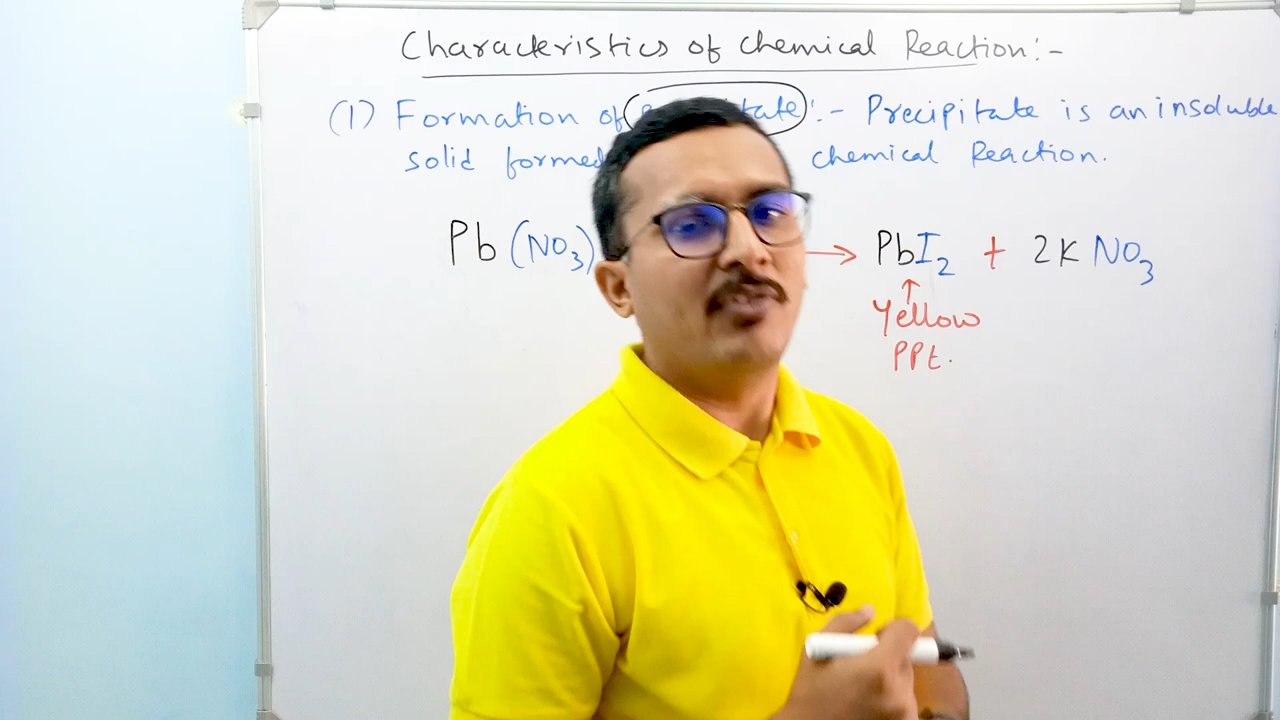 Characteristics of Chemical Reaction:-
(1) Formation of tate:- Precipitate is an insoluble
solid formed chemical Reaction.
Pb(NO3) → PbI2 + 2KNO3
↑
Yellow
PPt.